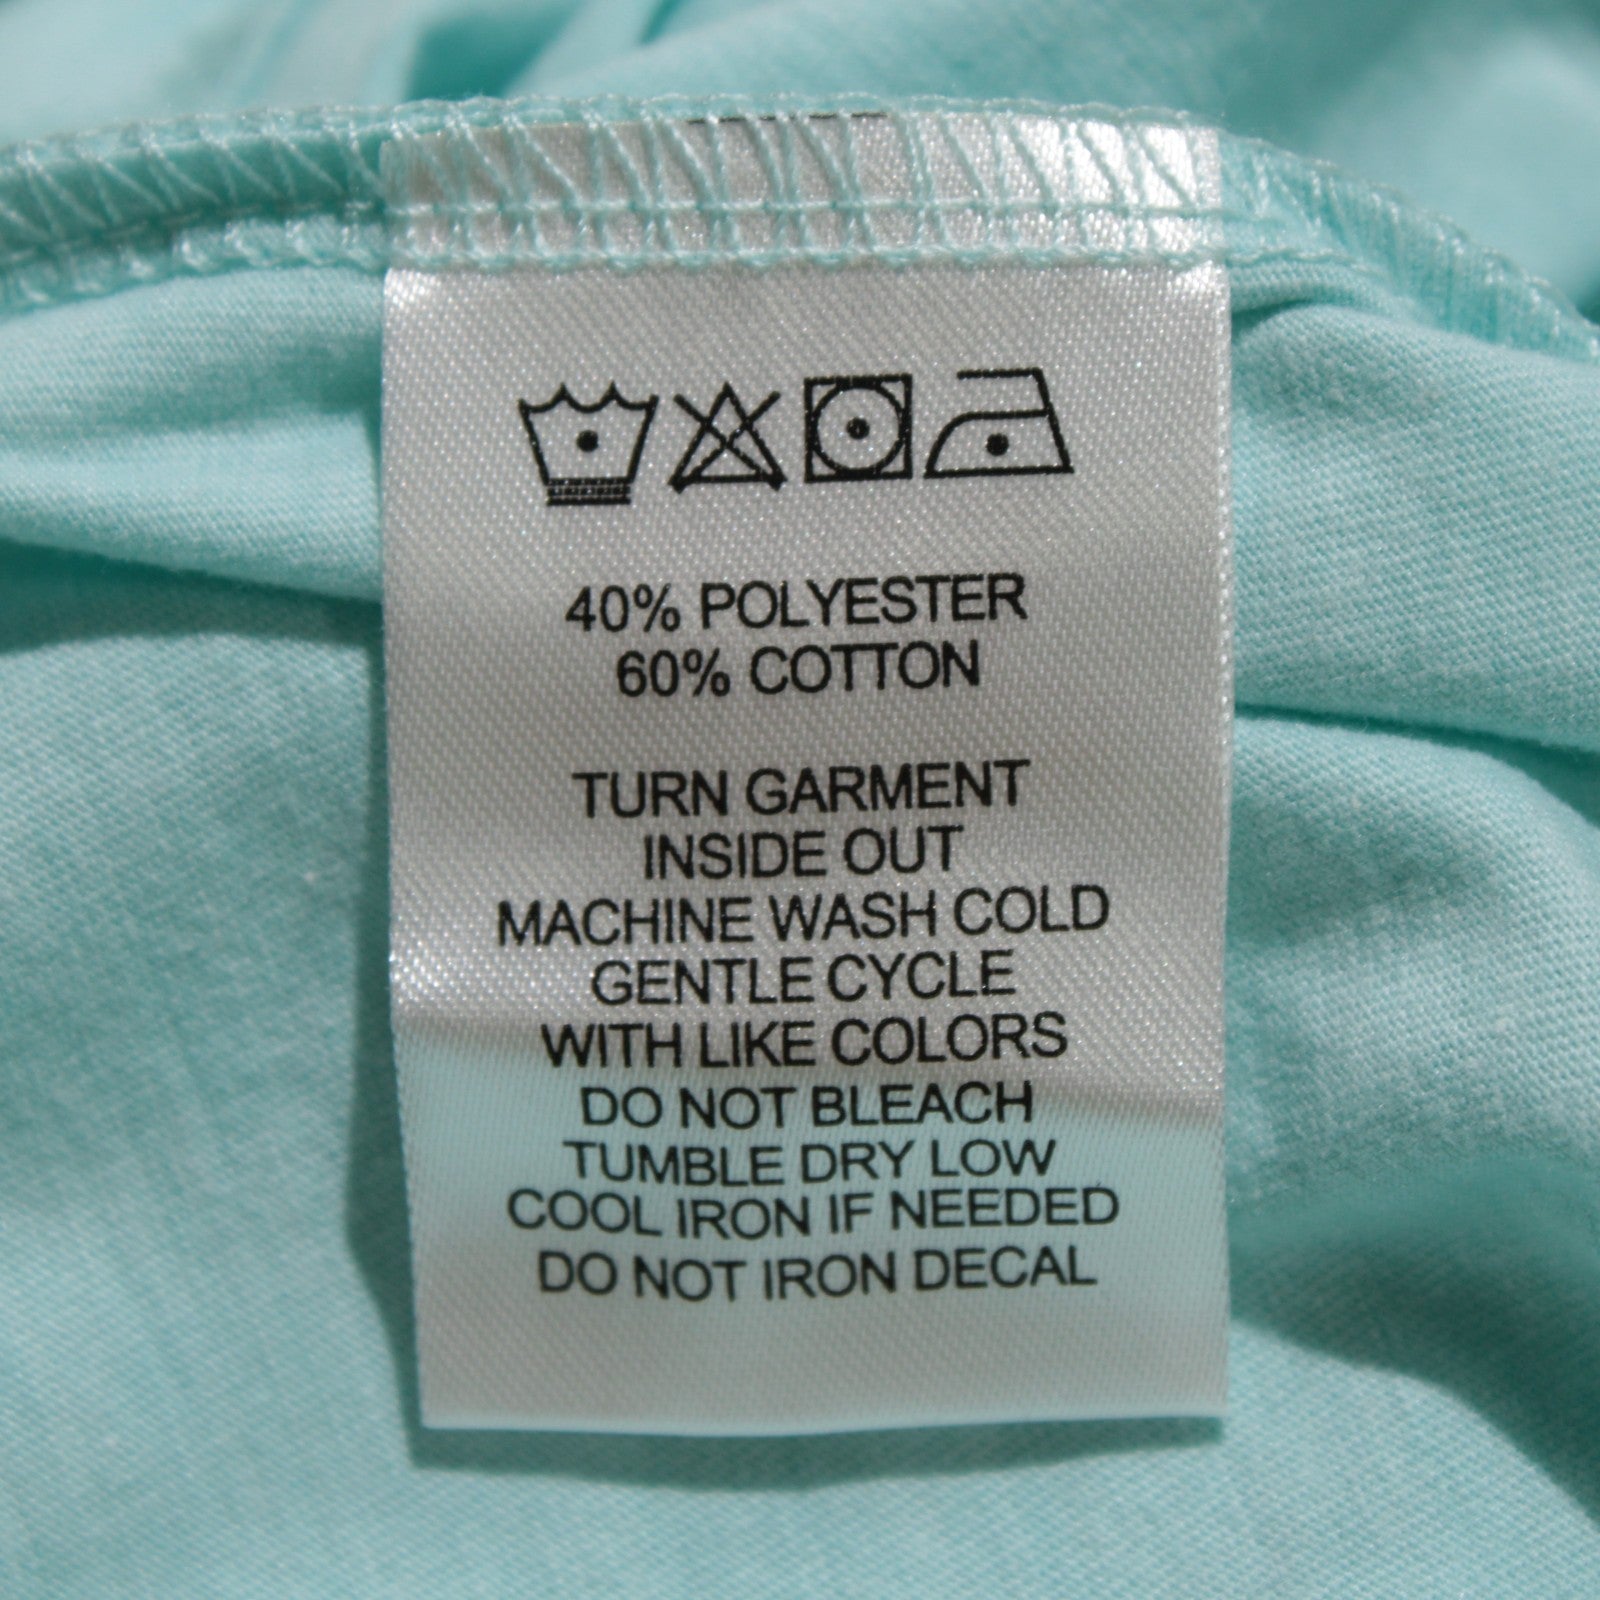 40% POLYESTER
60% COTTON
TURN GARMENT
INSIDE OUT
MACHINE WASH COLD
GENTLE CYCLE
WITH LIKE COLORS
DO NOT BLEACH
TUMBLE DRY LOW
COOL IRON IF NEEDED
DO NOT IRON DECAL